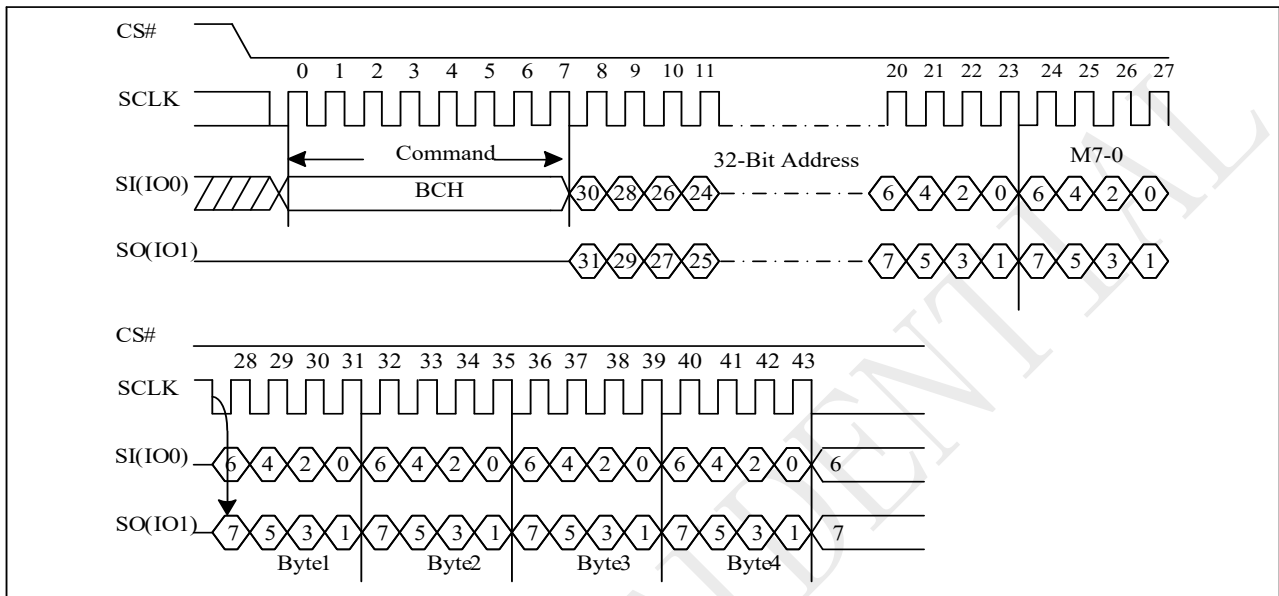 CS#
0 1 2 3 4 5 6 7 8 9 10 11 20 21 22 23 24 25 26 27
SCLK
Command 32-Bit Address M7-0
SI(IO0) BCH 30 28 26 24 6 4 2 0 6 4 2 0
SO(IO1) 31 29 27 25 7 5 3 1 7 5 3 1
CS#
28 29 30 31 32 33 34 35 36 37 38 39 40 41 42 43
SCLK
SI(IO0) 6 4 2 0 6 4 2 0 6 4 2 0 6 4 2 0 6
SO(IO1) 7 5 3 1 7 5 3 1 7 5 3 1 7 5 3 1 7
Byte1 Byte2 Byte3 Byte4
IDENTIAL